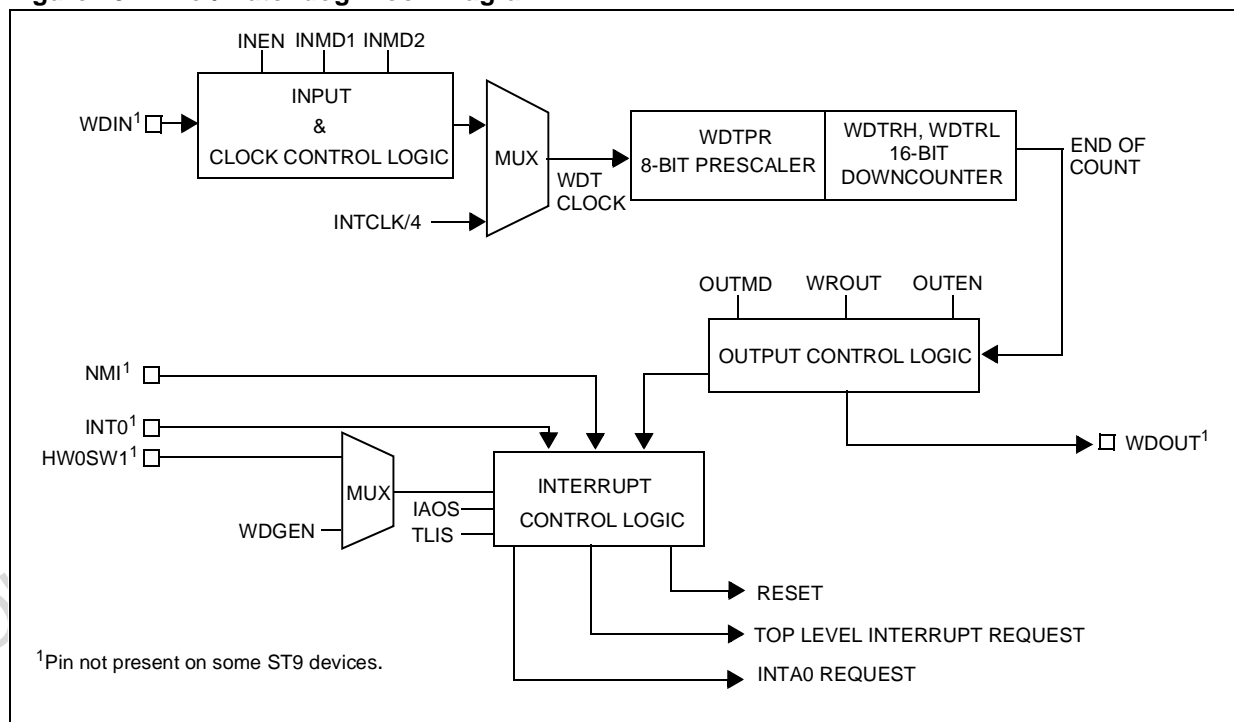 INEN INMD1 INMD2
INPUT
&
CLOCK CONTROL LOGIC
WDIN¹
MUX
WDT
CLOCK
INTCLK/4
WDTPR
8-BIT PRESCALER
WDTRH, WDTRL
16-BIT
DOWNCOUNTER
END OF
COUNT
OUTMD WROUT OUTEN
OUTPUT CONTROL LOGIC
NMI¹
INT0¹
HW0SW1¹
MUX
WDGEN
IAOS
TLIS
INTERRUPT
CONTROL LOGIC
WDOUT¹
RESET
TOP LEVEL INTERRUPT REQUEST
INTA0 REQUEST
¹Pin not present on some ST9 devices.